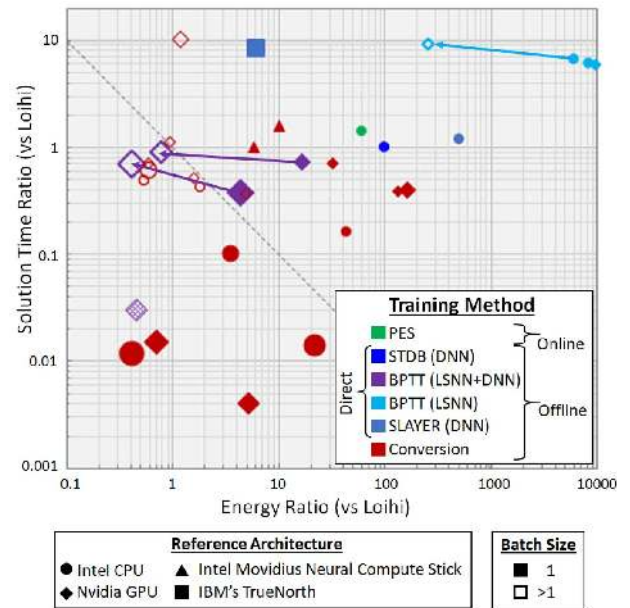 Solution Time Ratio (vs Loihi)
10
1
0.1
0.01
0.001
0.1
1
10
100
1000
10000
Energy Ratio (vs Loihi)
Training Method
PES
STDB (DNN)
BPTT (LSNN+DNN)
BPTT (LSNN)
SLAYER (DNN)
Conversion
Direct
Online
Offline
Reference Architecture
Intel CPU
Intel Movidius Neural Compute Stick
Nvidia GPU
IBM's TrueNorth
Batch Size
1
>1